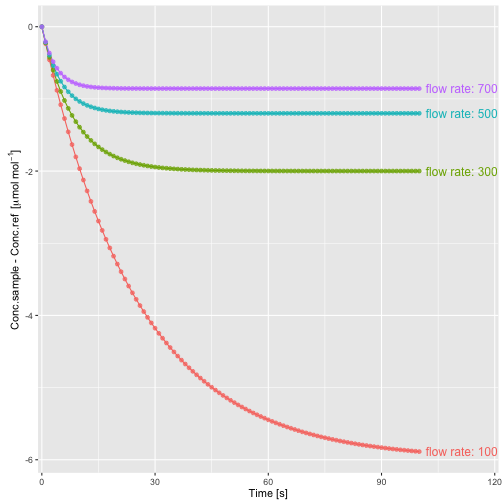 0
-2
-4
-6
Conc.sample - Conc.ref [μmol mol⁻¹]
flow rate: 700
flow rate: 500
flow rate: 300
flow rate: 100
0 30 60 90 120
Time [s]